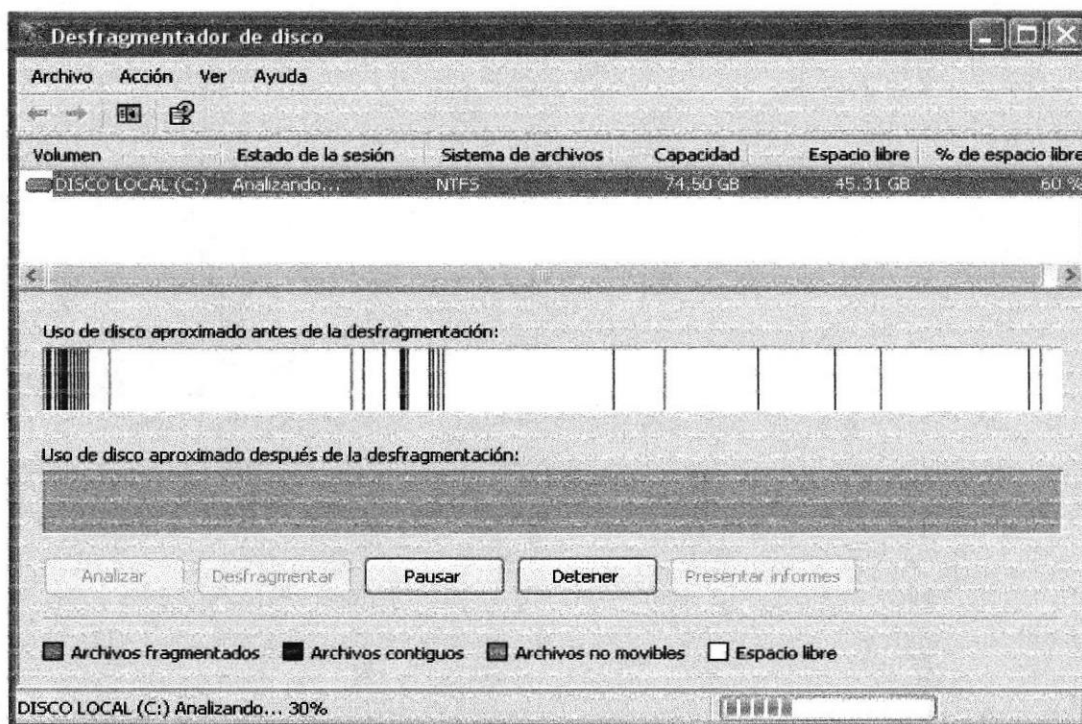 Desfragmentador de disco
Archivo Acción Ver Ayuda
Volumen Estado de la sesión Sistema de archivos Capacidad Espacio libre % de espacio libre
DISCO LOCAL (C:) Analizando... NTFS 74.50 GB 45.31 GB 60 %
Uso de disco aproximado antes de la desfragmentación:
Uso de disco aproximado después de la desfragmentación:
Analizar Desfragmentar Pausar Detener Presentar informes
Archivos fragmentados Archivos contiguos Archivos no movibles Espacio libre
DISCO LOCAL (C:) Analizando... 30%